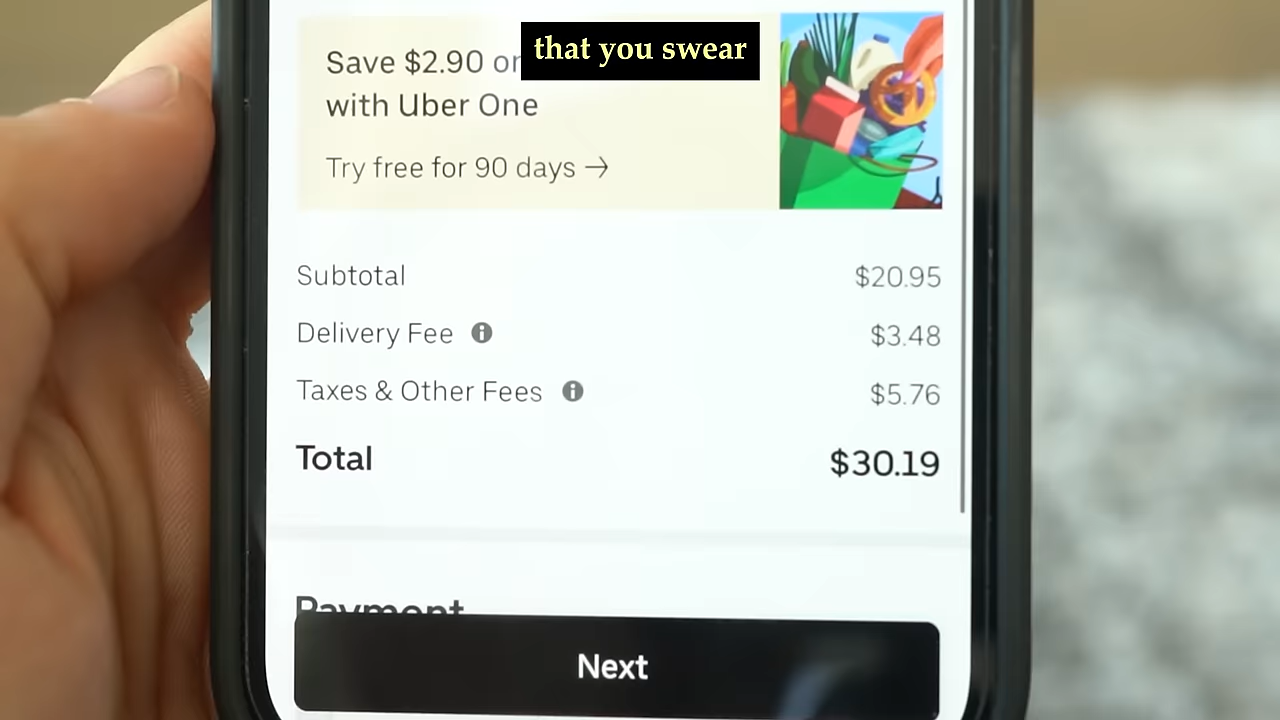 that you swear
Save $2.90 or
with Uber One
Try free for 90 days →
Subtotal $20.95
Delivery Fee $3.48
Taxes & Other Fees $5.76
Total $30.19
Payment
Next